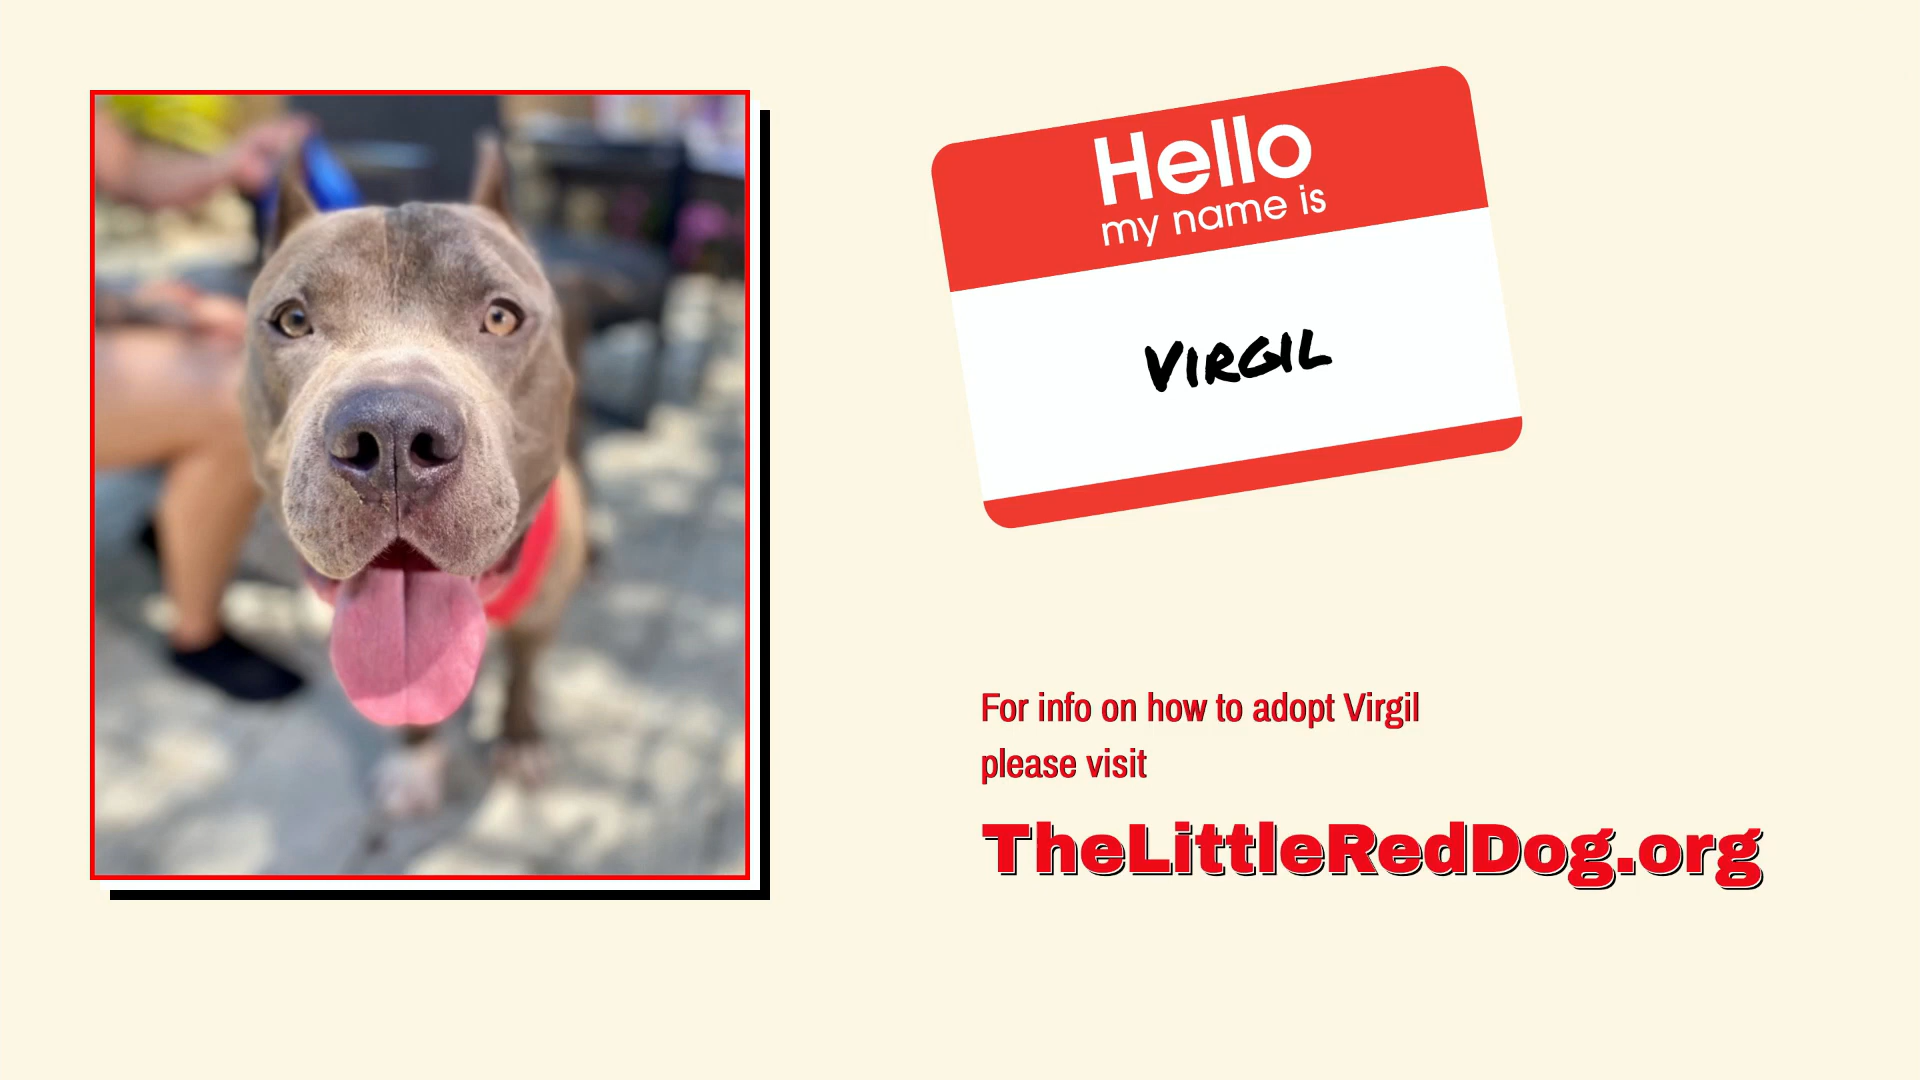 Hello
my name is
VIRGIL
For info on how to adopt Virgil
please visit
TheLittleRedDog.org